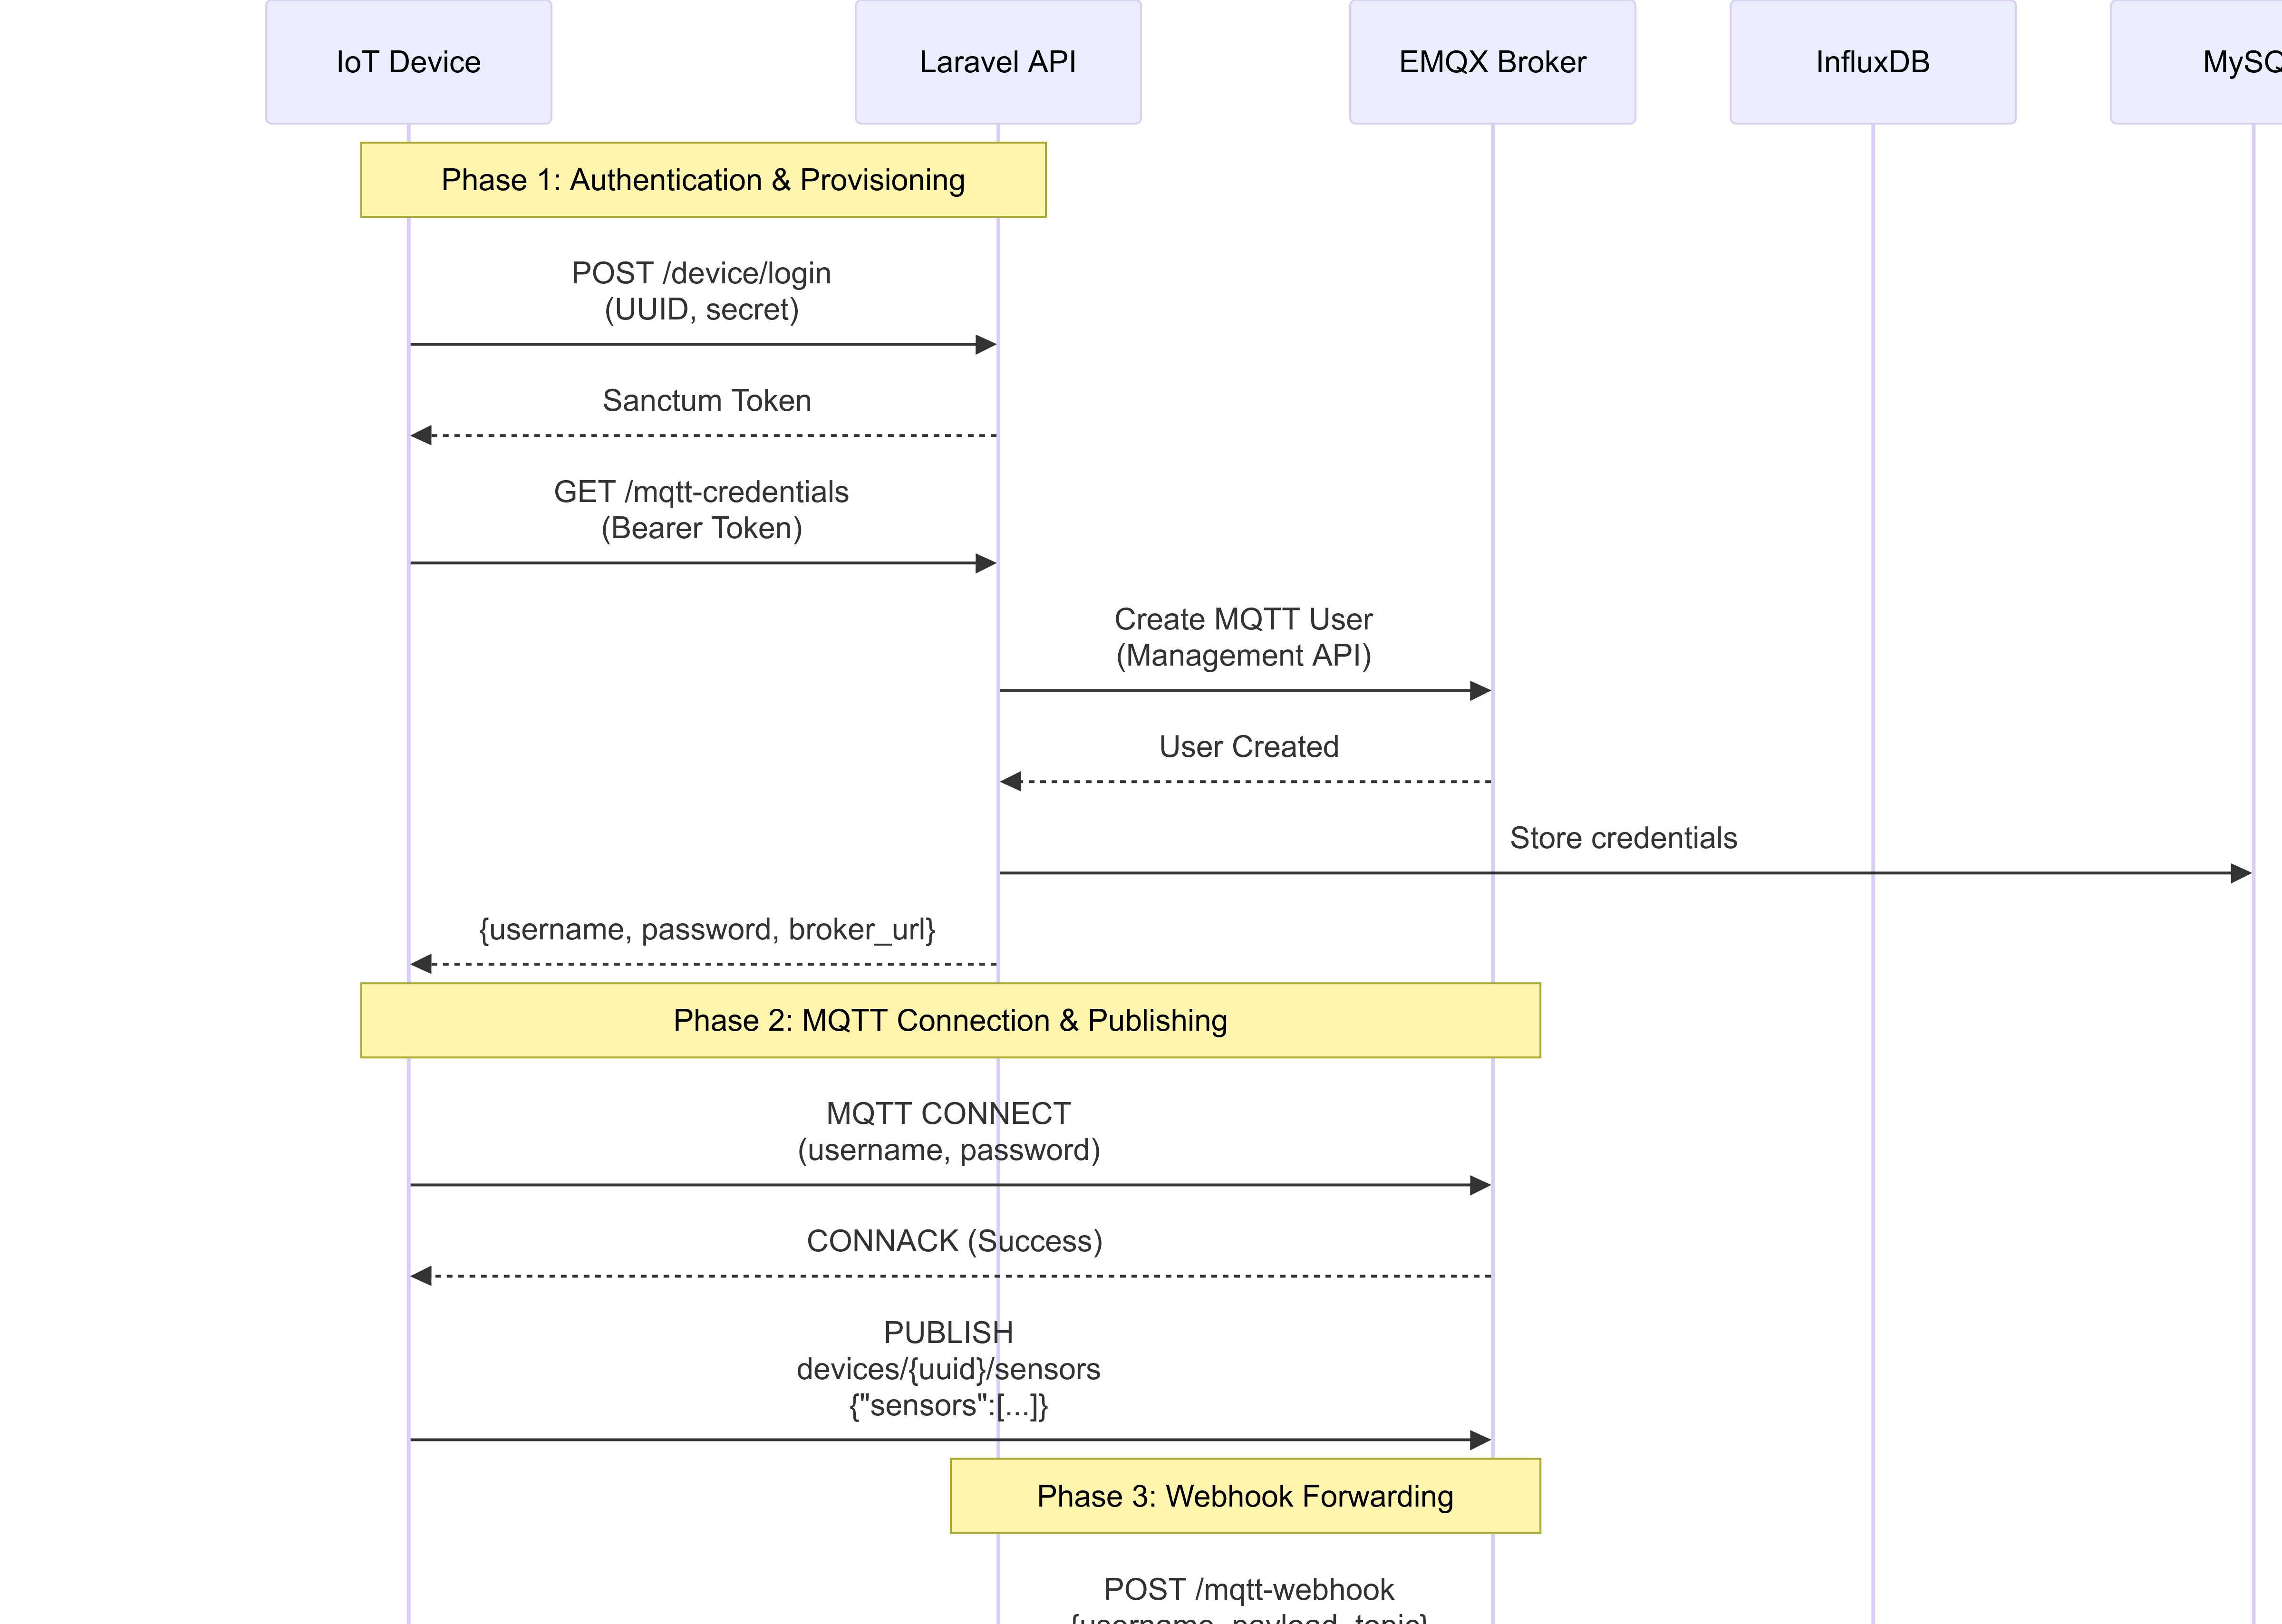 IoT Device
Laravel API
EMQX Broker
InfluxDB
Phase 1: Authentication & Provisioning
POST /device/login
(UUID, secret)
Sanctum Token
GET /mqtt-credentials
(Bearer Token)
Create MQTT User
(Management API)
User Created
Store credentials
{username, password, broker_url}
Phase 2: MQTT Connection & Publishing
MQTT CONNECT
(username, password)
CONNACK (Success)
PUBLISH
devices/{uuid}/sensors
{"sensors":[...]}
Phase 3: Webhook Forwarding
POST /mqtt-webhook
{username, payload, topic}